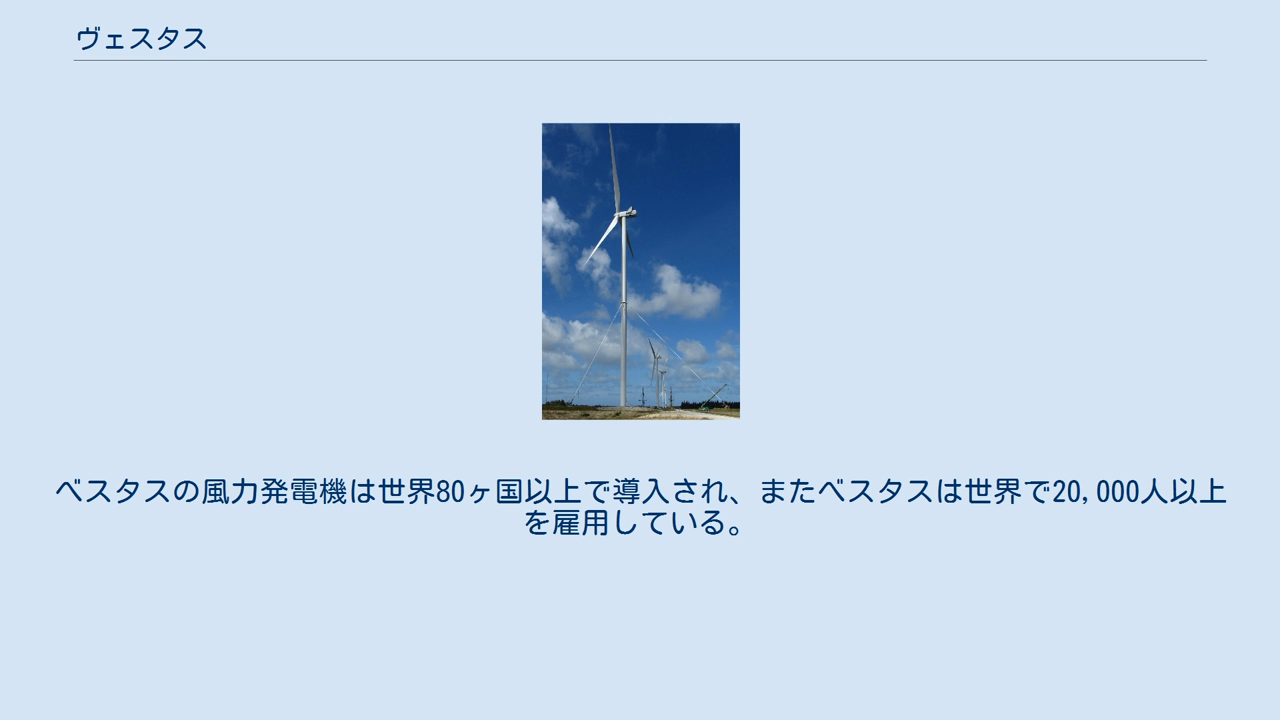 ヴェスタス
ベスタスの風力発電機は世界80ヶ国以上で導入され、またベスタスは世界で20,000人以上
を雇用している。